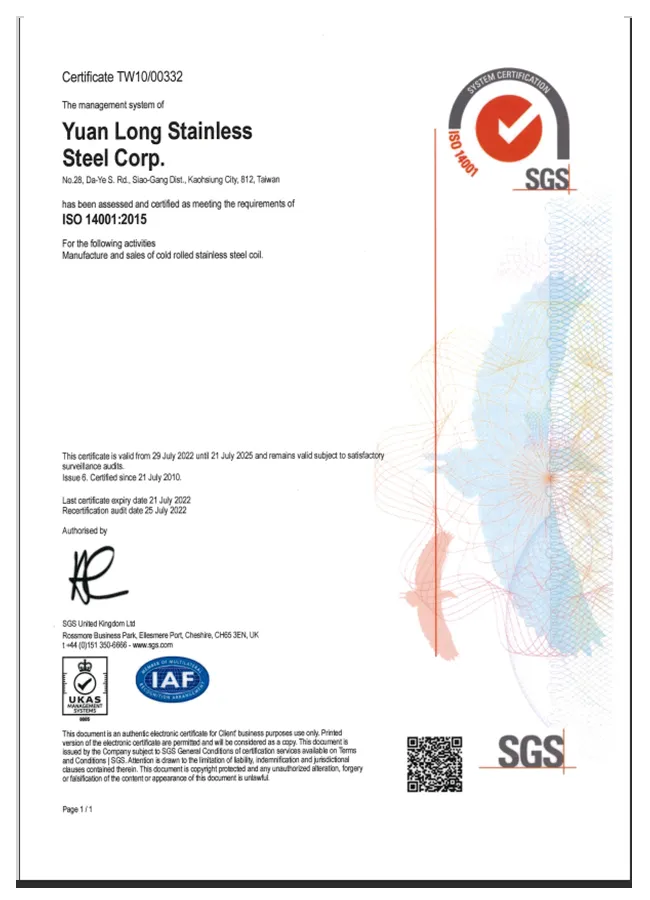 Certificate TW10/00332
The management system of
Yuan Long Stainless
Steel Corp.
No.28, Da-Ye S. Rd., Siao-Gang Dist., Kaohsiung City, 812, Taiwan
has been assessed and certified as meeting the requirements of
ISO 14001:2015
For the following activities
Manufacture and sales of cold rolled stainless steel coil.
SYSTEM CERTIFICATION
ISO 14001
SGS
This certificate is valid from 29 July 2022 until 21 July 2025 and remains valid subject to satisfactory
surveillance audits.
Issue 6. Certified since 21 July 2010.
Last certificate expiry date 21 July 2022
Recertification audit date 25 July 2022
Authorised by
SGS United Kingdom Ltd
Rossmore Business Park, Ellesmere Port, Cheshire, CH65 3EN, UK
t +44 (0)151 350-6666 - www.sgs.com
UKAS
MANAGEMENT
SYSTEMS
0005
MEMBER OF MULTILATERAL
IAF
RECOGNITION ARRANGEMENT
This document is an authentic electronic certificate for Client' business purposes use only. Printed
version of the electronic certificate are permitted and will be considered as a copy. This document is
issued by the Company subject to SGS General Conditions of certification services available on Terms
and Conditions | SGS. Attention is drawn to the limitation of liability, indemnification and jurisdictional
clauses contained therein. This document is copyright protected and any unauthorized alteration, forgery
or falsification of the content or appearance of this document is unlawful.
SGS
Page 1 / 1